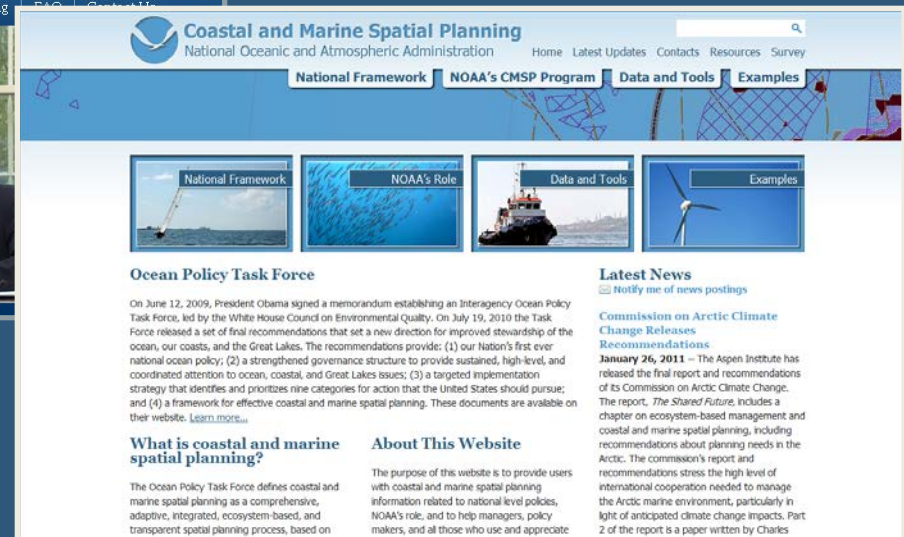 FAQ
Contact Us
Coastal and Marine Spatial Planning
National Oceanic and Atmospheric Administration
Home Latest Updates Contacts Resources Survey
National Framework NOAA's CMSP Program Data and Tools Examples
National Framework
NOAA's Role
Data and Tools
Examples
Ocean Policy Task Force
On June 12, 2009, President Obama signed a memorandum establishing an Interagency Ocean Policy
Task Force, led by the White House Council on Environmental Quality. On July 19, 2010 the Task
Force released a set of final recommendations that set a new direction for improved stewardship of the
ocean, our coasts, and the Great Lakes. The recommendations provide: (1) our Nation's first ever
national ocean policy; (2) a strengthened governance structure to provide sustained, high-level, and
coordinated attention to ocean, coastal, and Great Lakes issues; (3) a targeted implementation
strategy that identifies and prioritizes nine categories for action that the United States should pursue;
and (4) a framework for effective coastal and marine spatial planning. These documents are available on
their website. Learn more...
What is coastal and marine
spatial planning?
The Ocean Policy Task Force defines coastal and
marine spatial planning as a comprehensive,
adaptive, integrated, ecosystem-based, and
transparent spatial planning process, based on
About This Website
The purpose of this website is to provide users
with coastal and marine spatial planning
information related to national level policies,
NOAA's role, and to help managers, policy
makers, and all those who use and appreciate
Latest News
Notify me of news postings
Commission on Arctic Climate
Change Releases
Recommendations
January 26, 2011 – The Aspen Institute has
released the final report and recommendations
of its Commission on Arctic Climate Change.
The report, The Shared Future, includes a
chapter on ecosystem-based management and
coastal and marine spatial planning, including
recommendations about planning needs in the
Arctic. The commission's report and
recommendations stress the high level of
international cooperation needed to manage
the Arctic marine environment, particularly in
light of anticipated climate change impacts. Part
2 of the report is a paper written by Charles